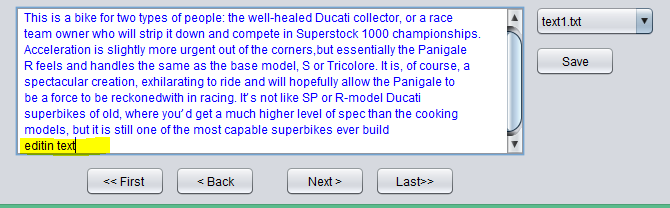 This is a bike for two types of people: the well-healed Ducati collector, or a race
team owner who will strip it down and compete in Superstock 1000 championships.
Acceleration is slightly more urgent out of the corners,but essentially the Panigale
R feels and handles the same as the base model, S or Tricolore. It is, of course, a
spectacular creation, exhilarating to ride and will hopefully allow the Panigale to
be a force to be reckonedwith in racing. It's not like SP or R-model Ducati
superbikes of old, where you'd get a much higher level of spec than the cooking
models, but it is still one of the most capable superbikes ever build
editin text
text1.txt
Save
<< First
< Back
Next >
Last>>